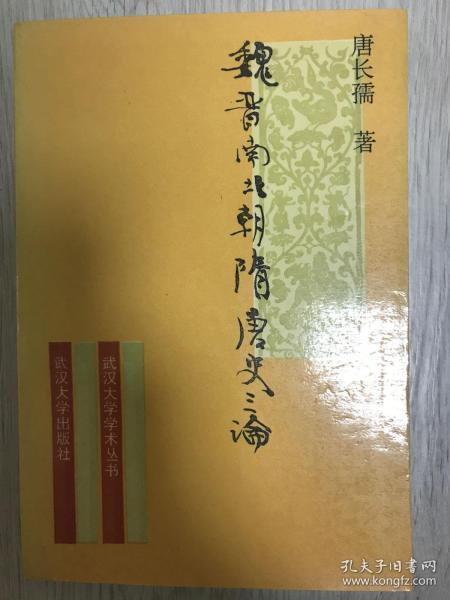 唐长孺 著
魏晋南北朝隋唐史三论
武汉大学学术丛书
武汉大学出版社
孔夫子旧书网
www.kongfz.com